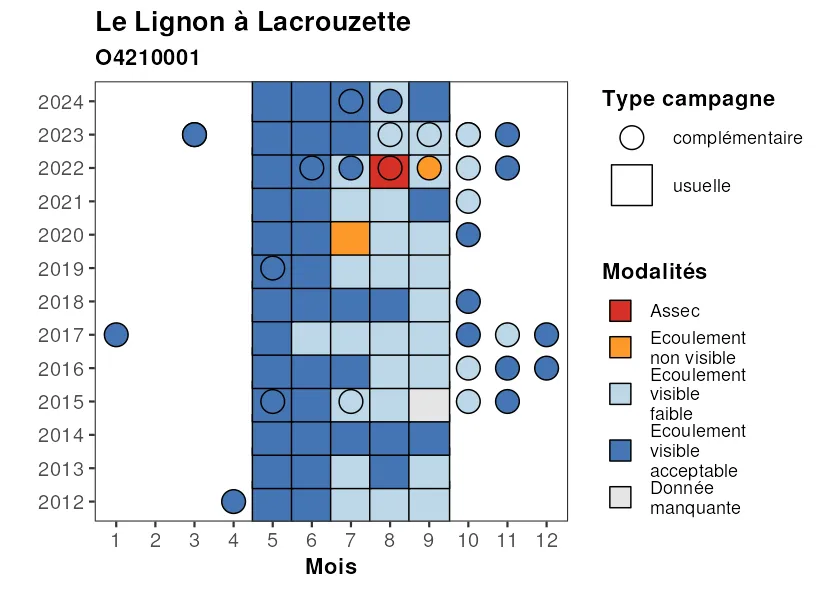 Le Lignon à Lacrouzette
O4210001
2024
2023
2022
2021
2020
2019
2018
2017
2016
2015
2014
2013
2012
1 2 3 4 5 6 7 8 9 10 11 12
Mois
Type campagne
complémentaire
usuelle
Modalités
Assec
Ecoulement
non visible
Ecoulement
visible
faible
Ecoulement
visible
acceptable
Donnée
manquante